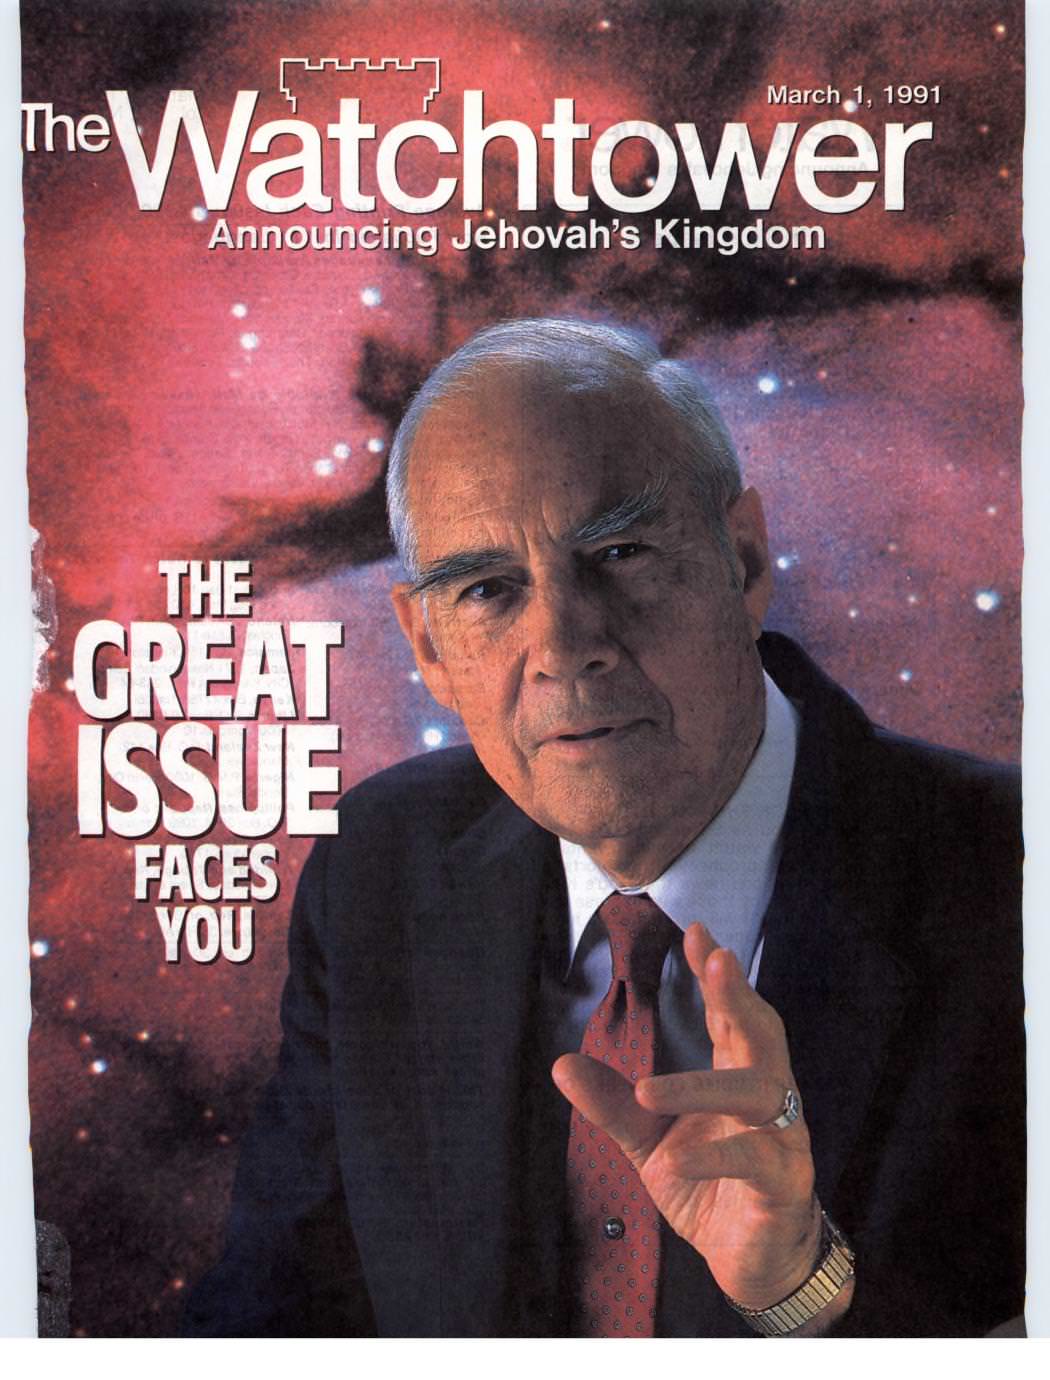 March 1, 1991
The Watchtower
Announcing Jehovah's Kingdom
THE
GREAT
ISSUE
FACES
YOU